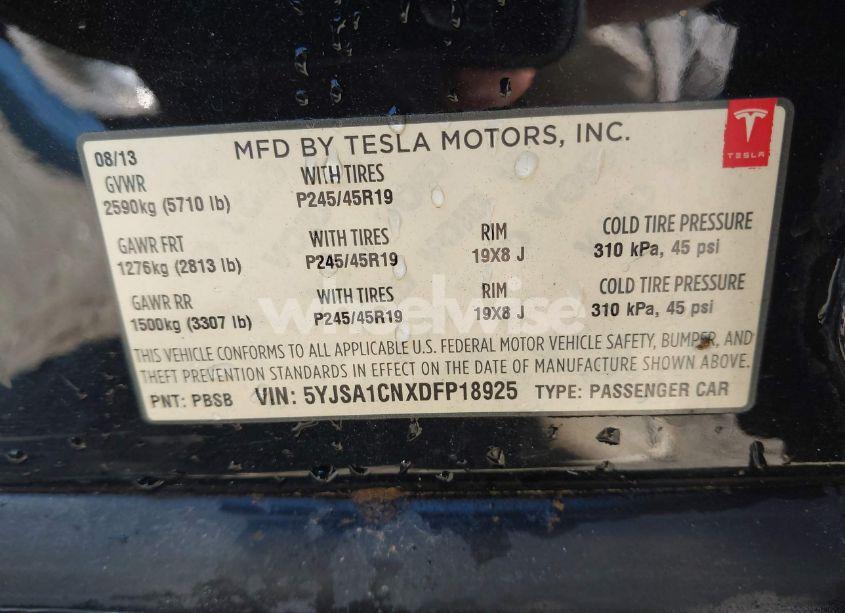 MFD BY TESLA MOTORS, INC.
TESLA
08/13
GVWR WITH TIRES
2590kg (5710 lb) P245/45R19
GAWR FRT WITH TIRES RIM COLD TIRE PRESSURE
1276kg (2813 lb) P245/45R19 19X8 J 310 kPa, 45 psi
GAWR RR WITH TIRES RIM COLD TIRE PRESSURE
1500kg (3307 lb) P245/45R19 19X8 J 310 kPa, 45 psi
wheelwise
THIS VEHICLE CONFORMS TO ALL APPLICABLE U.S. FEDERAL MOTOR VEHICLE SAFETY, BUMPER, AND
THEFT PREVENTION STANDARDS IN EFFECT ON THE DATE OF MANUFACTURE SHOWN ABOVE.
PNT: PBSB VIN: 5YJSA1CNXDFP18925 TYPE: PASSENGER CAR